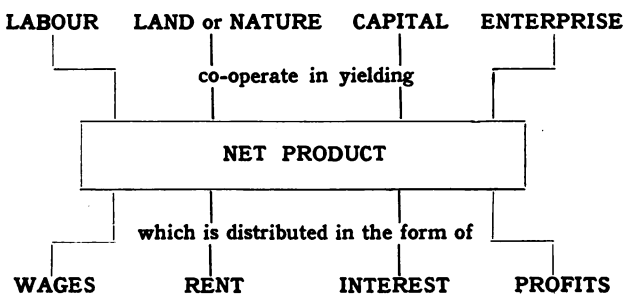 LABOUR LAND or NATURE CAPITAL ENTERPRISE
co-operate in yielding
NET PRODUCT
which is distributed in the form of
WAGES RENT INTEREST PROFITS